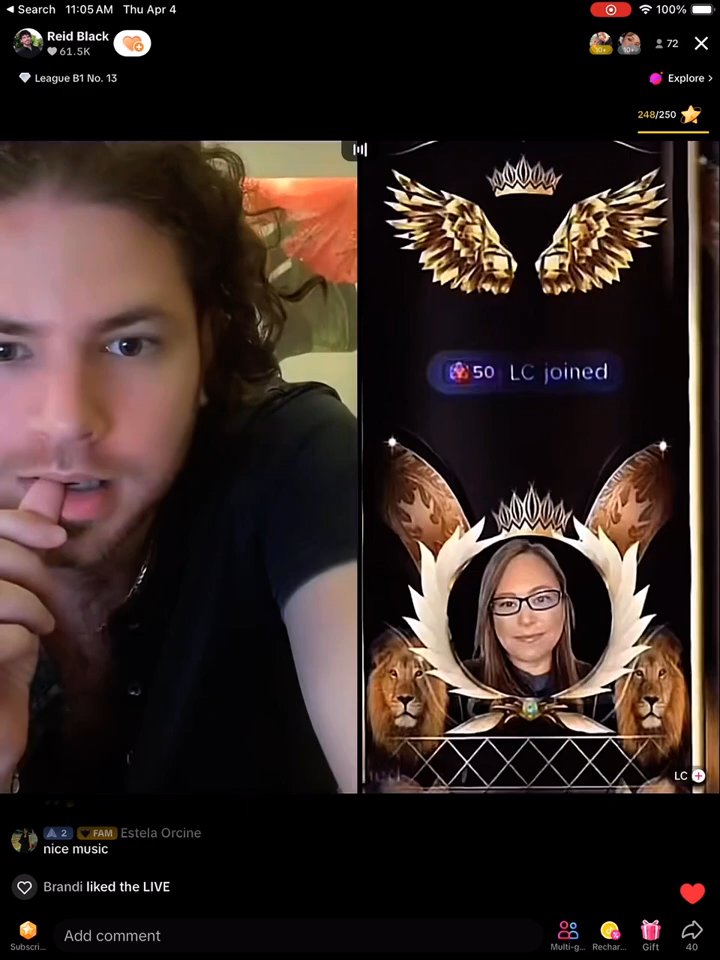 Search 11:05 AM Thu Apr 4
100%
Reid Black
61.5K
30+
10+
72
League B1 No. 13
Explore
248/250
50 LC joined
LC
2 FAM Estela Orcine
nice music
Brandi liked the LIVE
Add comment
Subscri...
Multi-g...
Rechar...
Gift
40